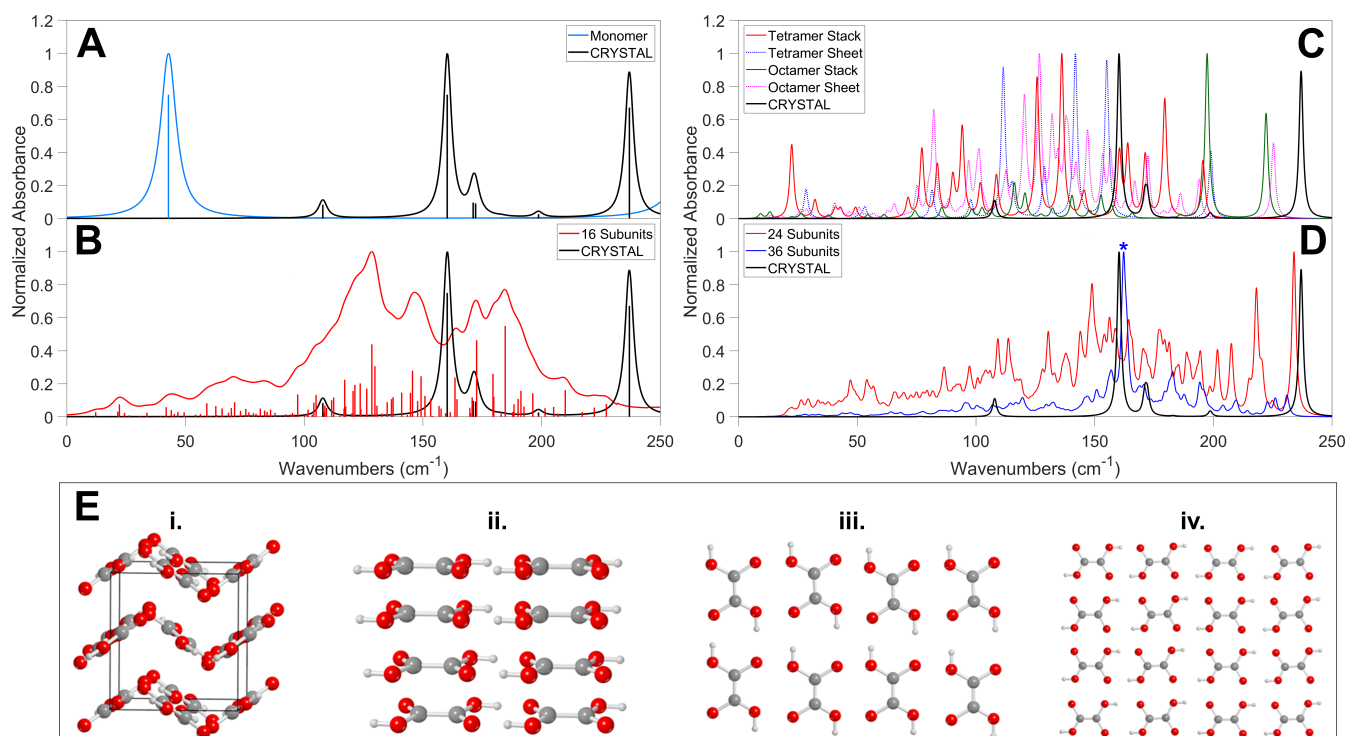 A
Monomer
CRYSTAL
Normalized Absorbance
1.2
1
0.8
0.6
0.4
0.2
0
B
16 Subunits
CRYSTAL
1
0.8
0.6
0.4
0.2
0
0 50 100 150 200 250
Wavenumbers (cm-1)
C
Tetramer Stack
Tetramer Sheet
Octamer Stack
Octamer Sheet
CRYSTAL
Normalized Absorbance
1.2
1
0.8
0.6
0.4
0.2
0
D
24 Subunits
36 Subunits
CRYSTAL
*
1
0.8
0.6
0.4
0.2
0
0 50 100 150 200 250
Wavenumbers (cm-1)
E
i. ii. iii. iv.